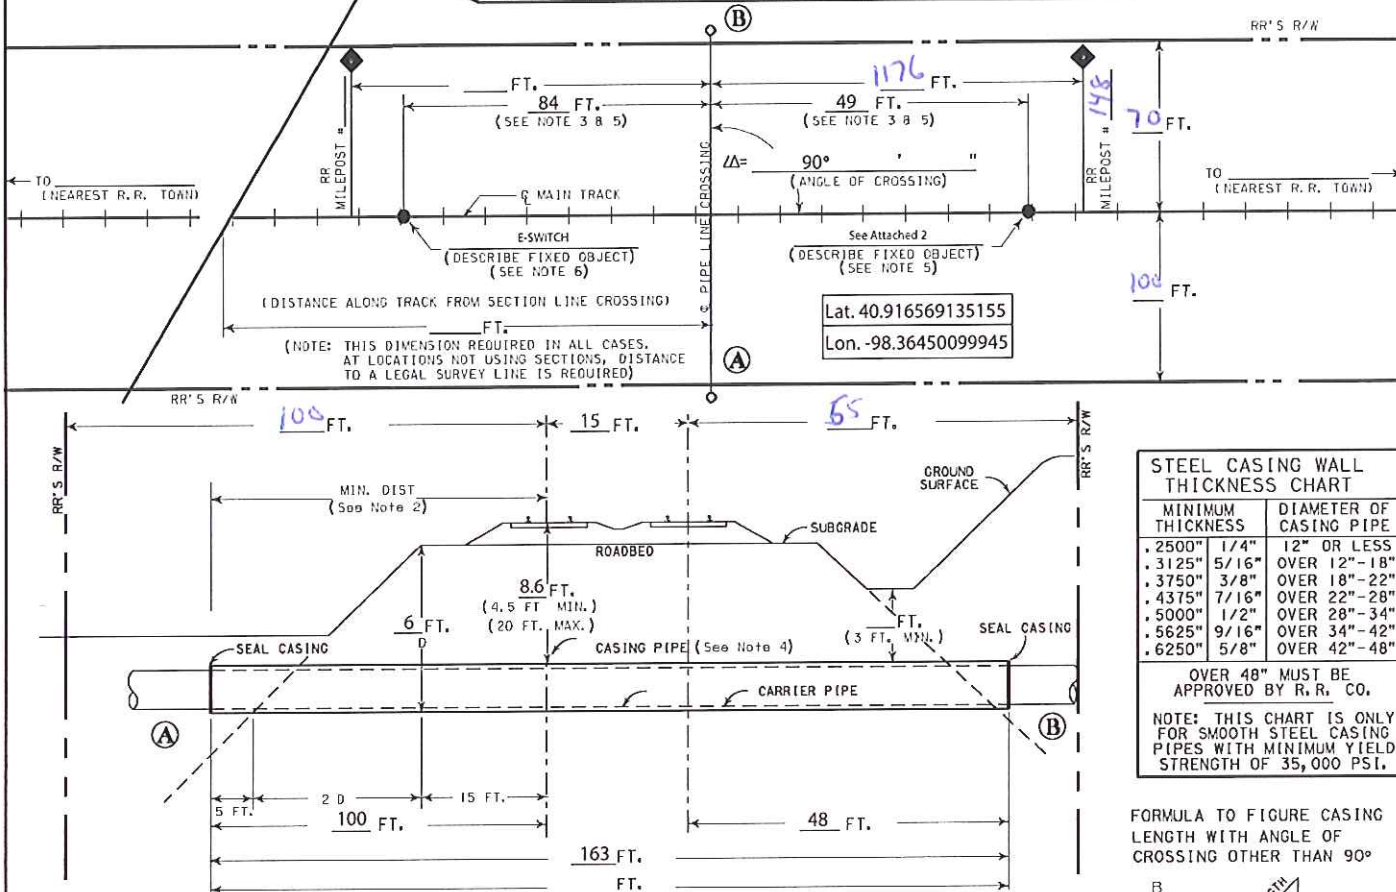 B
RR'S R/W
FT.
1176 FT.
84 FT.
(SEE NOTE 3 & 5)
49 FT.
(SEE NOTE 3 & 5)
148
70 FT.
RR
MILEPOST #
℄ PIPE LINE CROSSING
∠Δ= 90° ' "
(ANGLE OF CROSSING)
RR
MILEPOST #
TO
(NEAREST R.R. TOWN)
℄ MAIN TRACK
TO
(NEAREST R.R. TOWN)
E-SWITCH
(DESCRIBE FIXED OBJECT)
(SEE NOTE 6)
See Attached 2
(DESCRIBE FIXED OBJECT)
(SEE NOTE 5)
100 FT.
(DISTANCE ALONG TRACK FROM SECTION LINE CROSSING)
FT.
Lat. 40.916569135155
Lon. -98.36450099945
(NOTE: THIS DIMENSION REQUIRED IN ALL CASES.
AT LOCATIONS NOT USING SECTIONS, DISTANCE
TO A LEGAL SURVEY LINE IS REQUIRED)
A
RR'S R/W
100 FT.
15 FT.
55 FT.
RR'S R/W
RR'S R/W
MIN. DIST
(See Note 2)
GROUND
SURFACE
SUBGRADE
ROADBED
8.6 FT.
(4.5 FT MIN.)
(20 FT. MAX.)
6 FT.
D
FT.
(3 FT. MIN.)
SEAL CASING
CASING PIPE (See Note 4)
SEAL CASING
CARRIER PIPE
A
B
5 FT.
2 D
15 FT.
100 FT.
48 FT.
163 FT.
FT.
STEEL CASING WALL
THICKNESS CHART
MINIMUM THICKNESS DIAMETER OF CASING PIPE
.2500" 1/4" 12" OR LESS
.3125" 5/16" OVER 12"-18"
.3750" 3/8" OVER 18"-22"
.4375" 7/16" OVER 22"-28"
.5000" 1/2" OVER 28"-34"
.5625" 9/16" OVER 34"-42"
.6250" 5/8" OVER 42"-48"
OVER 48" MUST BE
APPROVED BY R.R. CO.
NOTE: THIS CHART IS ONLY
FOR SMOOTH STEEL CASING
PIPES WITH MINIMUM YIELD
STRENGTH OF 35,000 PSI.
FORMULA TO FIGURE CASING
LENGTH WITH ANGLE OF
CROSSING OTHER THAN 90°
B